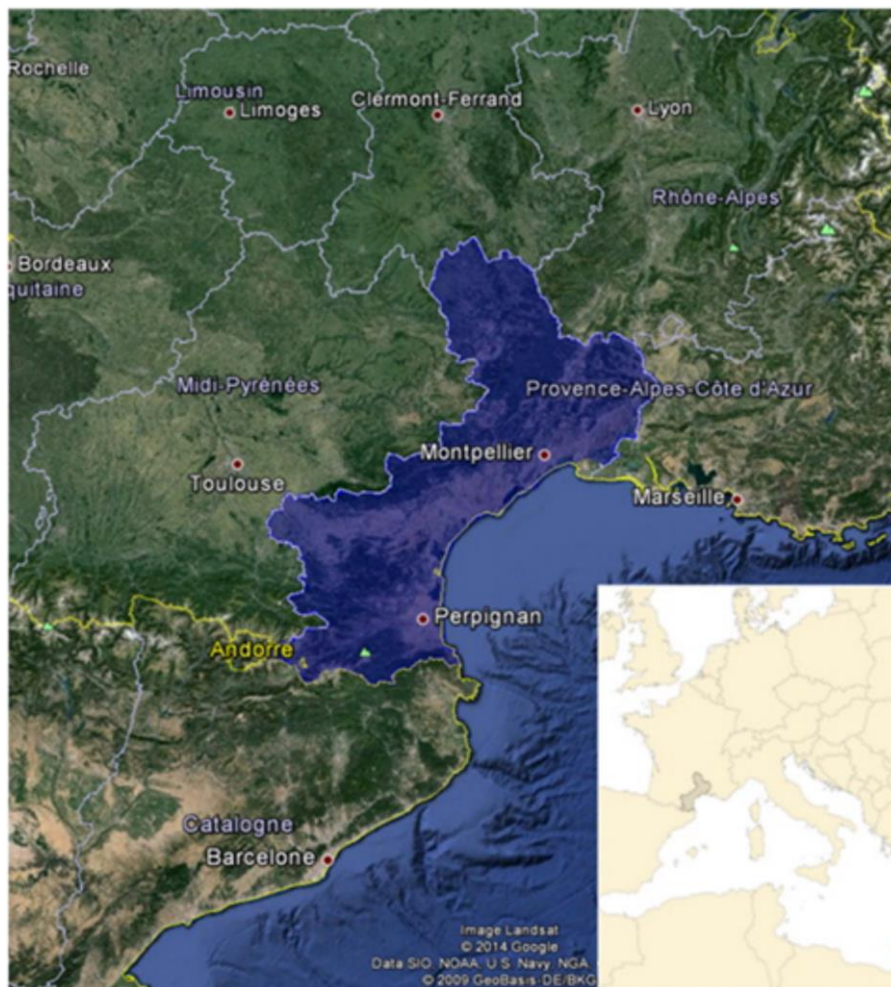 Rochelle
Limousin
Limoges
Clermont-Ferrand
Lyon
Rhône-Alpes
Bordeaux
quitaine
Midi-Pyrénées
Provence-Alpes-Côte d'Azur
Montpellier
Toulouse
Marseille
Perpignan
Andorre
Catalogne
Barcelone
Image Landsat
© 2014 Google
Data SIO, NOAA, U.S. Navy, NGA,
© 2009 GeoBasis-DE/BKG